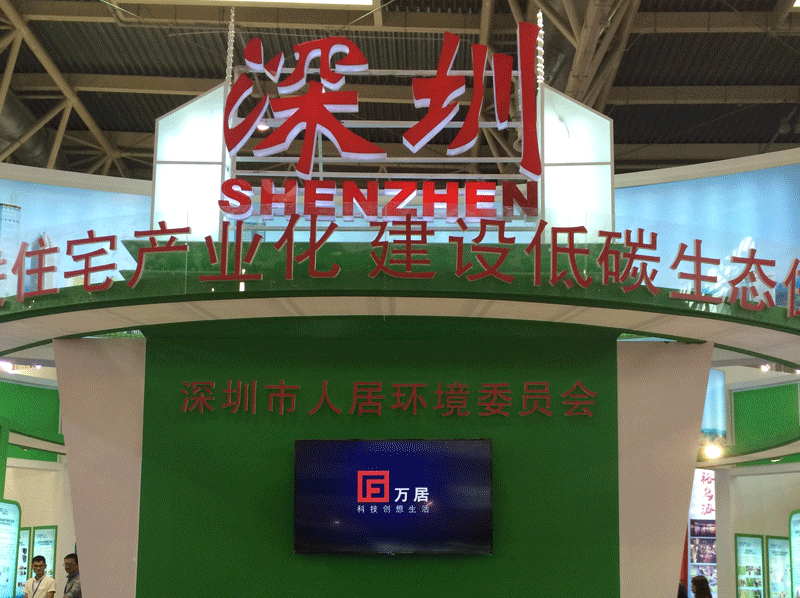 深圳
SHENZHEN
住宅产业化 建设低碳生态
深圳市人居环境委员会
万居
科技创想生活